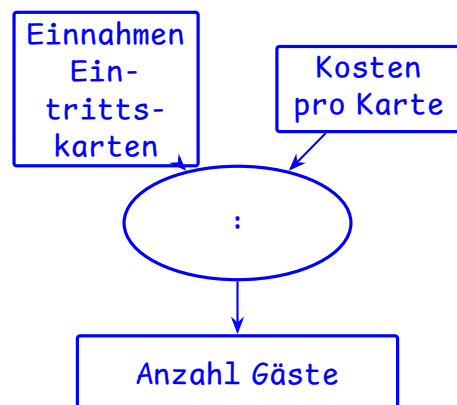 Einnahmen
Ein-
tritts-
karten
Kosten
pro Karte
:
Anzahl Gäste